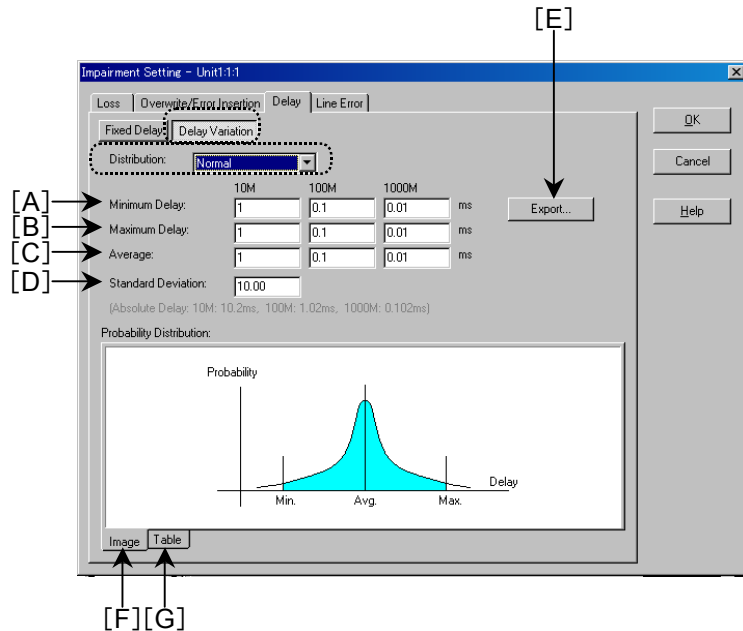 [E]
Impairment Setting - Unit1:1:1
Loss Overwrite/Error Insertion Delay Line Error
Fixed Delay Delay Variation
OK
Distribution: Normal
Cancel
10M 100M 1000M
[A] Minimum Delay: 1 0.1 0.01 ms Export... Help
[B] Maximum Delay: 1 0.1 0.01 ms
[C] Average: 1 0.1 0.01 ms
[D] Standard Deviation: 10.00
(Absolute Delay: 10M: 10.2ms, 100M: 1.02ms, 1000M: 0.102ms)
Probability Distribution:
Probability
Delay
Min. Avg. Max.
Image Table
[F] [G]